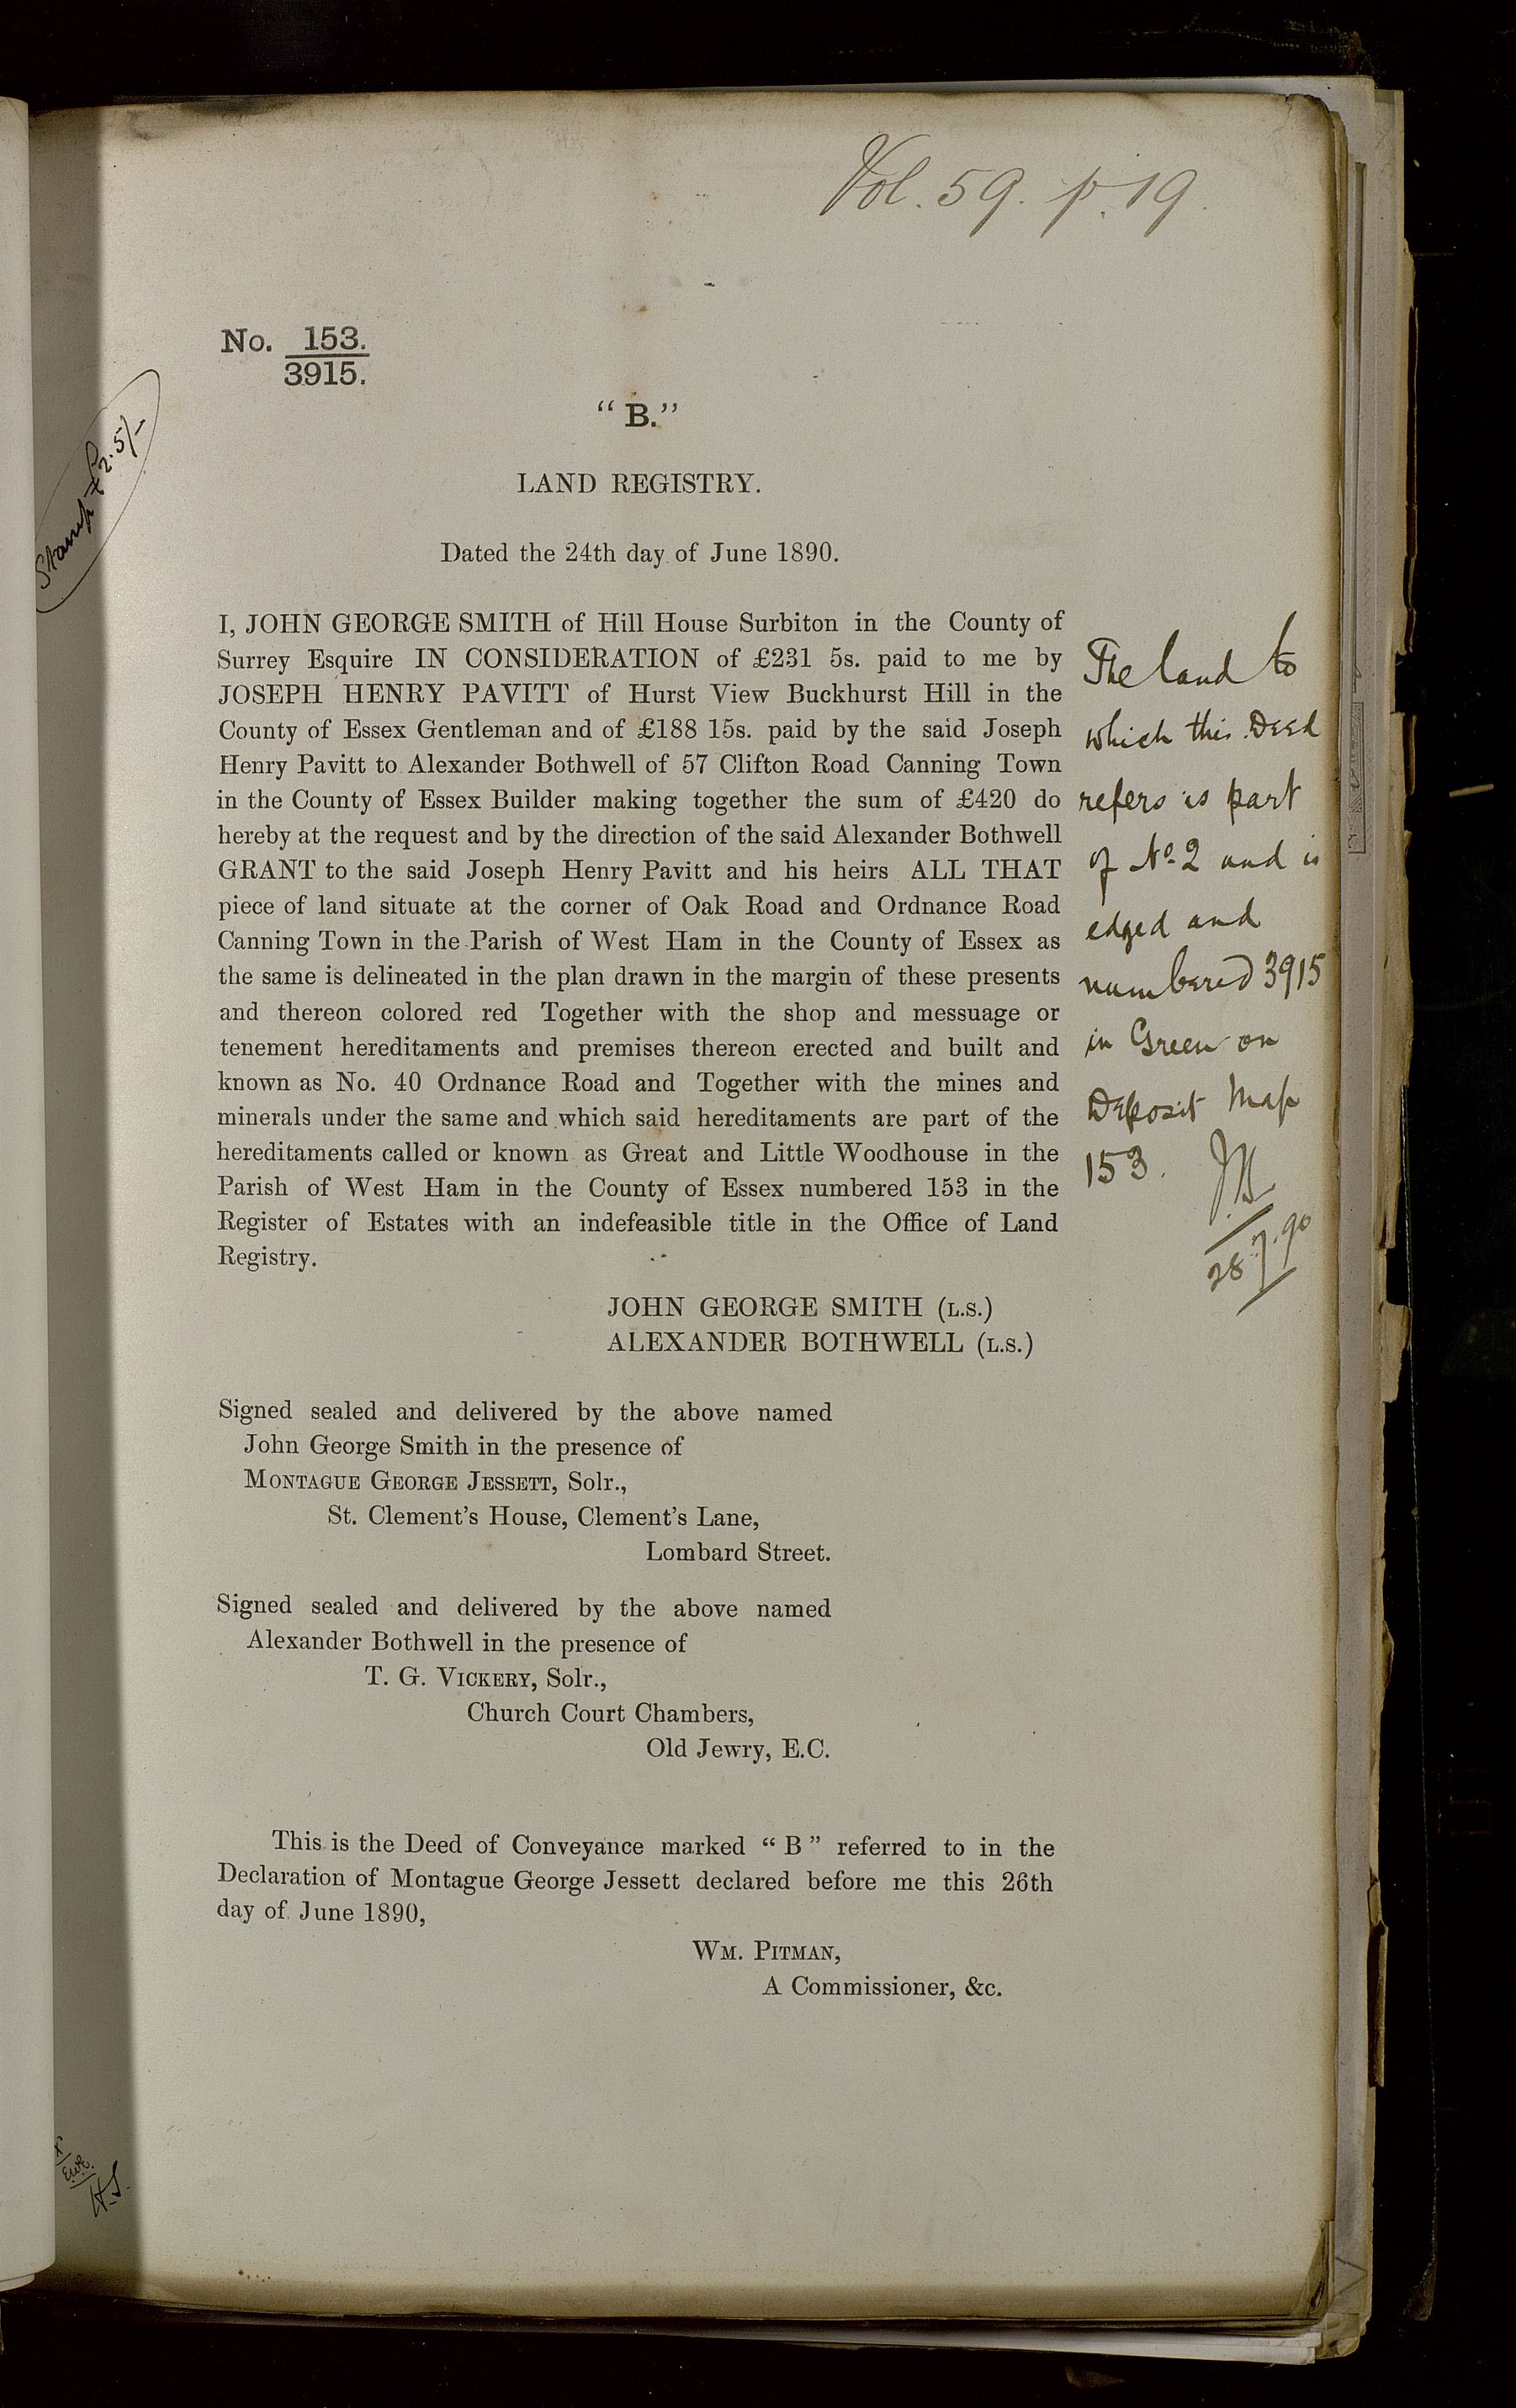 Vol. 59. p. 19.
No. 153.
3915.
Stamp £2.5/-
“B.”
LAND REGISTRY.
Dated the 24th day of June 1890.
I, JOHN GEORGE SMITH of Hill House Surbiton in the County of
Surrey Esquire IN CONSIDERATION of £231 5s. paid to me by
JOSEPH HENRY PAVITT of Hurst View Buckhurst Hill in the
County of Essex Gentleman and of £188 15s. paid by the said Joseph
Henry Pavitt to Alexander Bothwell of 57 Clifton Road Canning Town
in the County of Essex Builder making together the sum of £420 do
hereby at the request and by the direction of the said Alexander Bothwell
GRANT to the said Joseph Henry Pavitt and his heirs ALL THAT
piece of land situate at the corner of Oak Road and Ordnance Road
Canning Town in the Parish of West Ham in the County of Essex as
the same is delineated in the plan drawn in the margin of these presents
and thereon colored red Together with the shop and messuage or
tenement hereditaments and premises thereon erected and built and
known as No. 40 Ordnance Road and Together with the mines and
minerals under the same and which said hereditaments are part of the
hereditaments called or known as Great and Little Woodhouse in the
Parish of West Ham in the County of Essex numbered 153 in the
Register of Estates with an indefeasible title in the Office of Land
Registry.
The land to
which this Deed
refers is part
of No. 2 and is
edged and
numbered 3915
in Green on
Deposit Map
153.
28.7.90
JOHN GEORGE SMITH (L.S.)
ALEXANDER BOTHWELL (L.S.)
Signed sealed and delivered by the above named
John George Smith in the presence of
MONTAGUE GEORGE JESSETT, Solr.,
St. Clement’s House, Clement’s Lane,
Lombard Street.
Signed sealed and delivered by the above named
Alexander Bothwell in the presence of
T. G. VICKERY, Solr.,
Church Court Chambers,
Old Jewry, E.C.
This is the Deed of Conveyance marked “B” referred to in the
Declaration of Montague George Jessett declared before me this 26th
day of June 1890,
WM. PITMAN,
A Commissioner, &c.
EWR.
H.S.